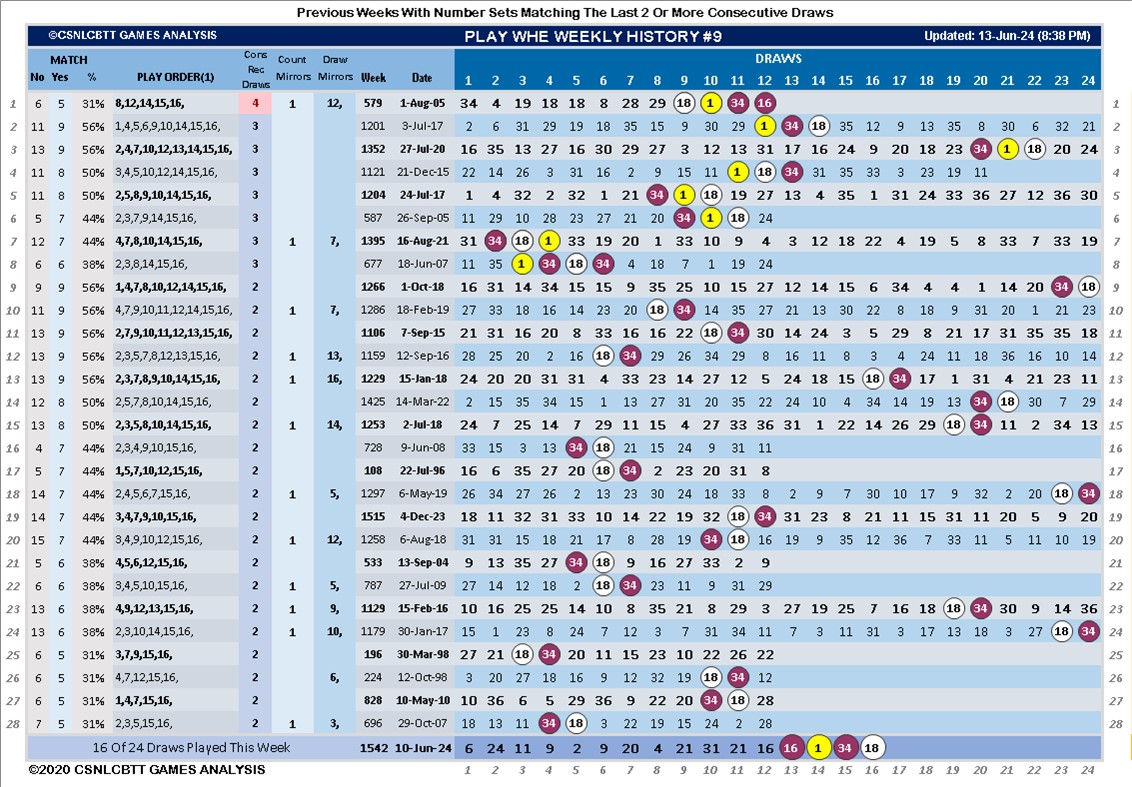 Previous Weeks With Number Sets Matching The Last 2 Or More Consecutive Draws
©CSNLCBTT GAMES ANALYSIS PLAY WHE WEEKLY HISTORY #9 Updated: 13-Jun-24 (8:38 PM)
MATCH Cons Count Draw DRAWS
No Yes % PLAY ORDER(1) Rec Draws Mirrors Mirrors Week Date 1 2 3 4 5 6 7 8 9 10 11 12 13 14 15 16 17 18 19 20 21 22 23 24
1 6 5 31% 8,12,14,15,16, 4 1 12, 579 1-Aug-05 34 4 19 18 18 8 28 29 18 1 34 16 1
2 11 9 56% 1,4,5,6,9,10,14,15,16, 3 1201 3-Jul-17 2 6 31 29 19 18 35 15 9 30 29 1 34 18 35 12 9 13 35 8 30 6 32 21 2
3 13 9 56% 2,4,7,10,12,13,14,15,16, 3 1352 27-Jul-20 16 35 13 27 16 30 29 27 3 12 13 31 17 16 24 9 20 18 23 34 1 18 20 24 3
4 11 8 50% 3,4,5,10,12,14,15,16, 3 1121 21-Dec-15 22 14 26 3 31 16 2 9 15 11 1 18 34 31 35 33 3 23 19 11 4
5 11 8 50% 2,5,8,9,10,14,15,16, 3 1204 24-Jul-17 1 4 32 2 32 1 21 34 1 18 19 27 13 4 35 1 31 24 33 36 27 12 36 30 5
6 5 7 44% 2,3,7,9,14,15,16, 3 587 26-Sep-05 11 29 10 28 23 27 21 20 34 1 18 24 6
7 12 7 44% 4,7,8,10,14,15,16, 3 1 7, 1395 16-Aug-21 31 34 18 1 33 19 20 1 33 10 9 4 3 12 18 22 4 19 5 8 33 7 33 19 7
8 6 6 38% 2,3,8,14,15,16, 3 677 18-Jun-07 11 35 1 34 18 34 4 18 7 1 19 24 8
9 9 9 56% 1,4,7,8,10,12,14,15,16, 2 1266 1-Oct-18 16 31 14 34 15 15 9 35 25 10 15 27 12 14 15 6 34 4 4 1 14 20 34 18 9
10 11 9 56% 4,7,9,10,11,12,14,15,16, 2 1 7, 1286 18-Feb-19 27 33 18 16 14 23 20 18 34 10 14 35 27 21 13 30 22 8 18 9 31 20 1 21 23 10
11 13 9 56% 2,7,9,10,11,12,13,15,16, 2 1106 7-Sep-15 21 31 16 20 8 33 16 16 22 18 34 30 14 24 3 5 29 8 21 17 31 35 35 18 11
12 13 9 56% 2,3,5,7,8,12,13,15,16, 2 1 13, 1159 12-Sep-16 28 25 20 2 16 18 34 29 26 34 29 8 16 11 8 3 4 24 11 18 36 16 10 14 12
13 13 9 56% 2,3,7,8,9,10,14,15,16, 2 1 16, 1229 15-Jan-18 24 20 20 31 31 4 33 23 14 27 12 5 24 18 15 18 34 17 1 31 4 21 23 11 13
14 12 8 50% 2,5,7,8,10,14,15,16, 2 1425 14-Mar-22 2 15 35 34 15 1 13 27 31 20 35 22 24 10 4 34 14 19 13 34 18 30 7 29 14
15 13 8 50% 2,3,5,8,10,14,15,16, 2 1 14, 1253 2-Jul-18 24 7 25 14 7 29 11 15 4 27 33 36 31 1 22 14 26 29 18 34 11 2 34 13 15
16 4 7 44% 2,3,4,9,10,15,16, 2 728 9-Jun-08 33 15 3 13 34 18 20 15 24 9 31 11 16
17 5 7 44% 1,5,7,10,12,15,16, 2 108 22-Jul-96 16 6 35 27 20 18 34 2 23 20 31 8 17
18 14 7 44% 2,4,5,6,7,15,16, 2 1 5, 1297 6-May-19 26 34 27 26 2 13 23 30 24 18 33 8 2 9 7 30 10 17 9 32 2 20 18 34 18
19 14 7 44% 3,4,7,9,10,15,16, 2 1515 4-Dec-23 18 11 32 31 33 10 14 22 19 32 18 34 31 23 8 21 11 15 31 11 20 5 9 20 19
20 15 7 44% 3,4,9,10,12,15,16, 2 1 12, 1258 6-Aug-18 31 31 15 18 21 17 8 28 19 34 18 16 19 9 35 12 36 7 33 11 5 11 10 19 20
21 5 6 38% 4,5,6,12,15,16, 2 533 13-Sep-04 9 13 35 27 34 18 9 16 27 33 2 9 21
22 6 6 38% 3,4,5,10,15,16, 2 1 5, 787 27-Jul-09 27 14 12 18 2 18 34 23 11 9 31 29 22
23 13 6 38% 4,9,12,13,15,16, 2 1 9, 1129 15-Feb-16 10 16 25 25 14 10 8 35 21 8 29 3 27 19 25 7 16 18 18 34 30 9 14 36 23
24 13 6 38% 2,3,10,14,15,16, 2 1 10, 1179 30-Jan-17 15 1 23 8 24 7 12 3 7 31 34 11 7 3 11 31 3 17 13 18 3 27 18 34 24
25 6 5 31% 3,7,9,15,16, 2 196 30-Mar-98 27 21 18 34 20 11 15 23 10 22 26 22 25
26 6 5 31% 4,7,12,15,16, 2 6, 224 12-Oct-98 3 20 27 18 16 9 12 32 19 18 34 12 26
27 6 5 31% 1,4,7,15,16, 2 828 10-May-10 10 36 6 5 29 36 9 22 20 34 18 28 27
28 7 5 31% 2,3,5,15,16, 2 1 3, 696 29-Oct-07 18 13 11 34 18 3 22 19 15 24 2 28 28
16 Of 24 Draws Played This Week 1542 10-Jun-24 6 24 11 9 2 9 20 4 21 31 21 16 16 1 34 18
©2020 CSNLCBTT GAMES ANALYSIS 1 2 3 4 5 6 7 8 9 10 11 12 13 14 15 16 17 18 19 20 21 22 23 24